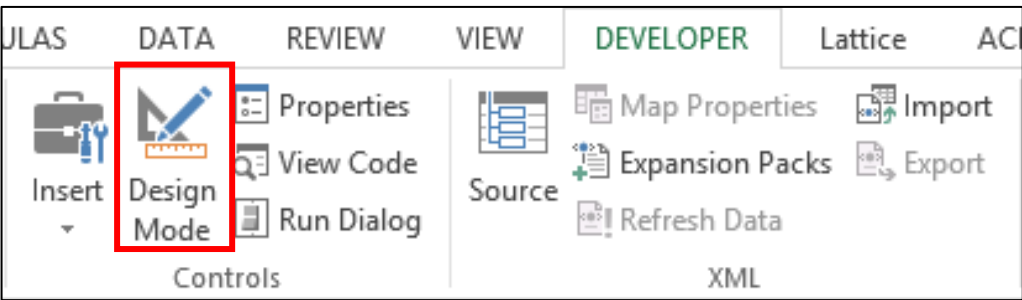 ULAS DATA REVIEW VIEW DEVELOPER Lattice ACI
Properties
Map Properties
Import
View Code
Expansion Packs
Export
Insert
Design
Mode
Source
Run Dialog
Refresh Data
Controls
XML